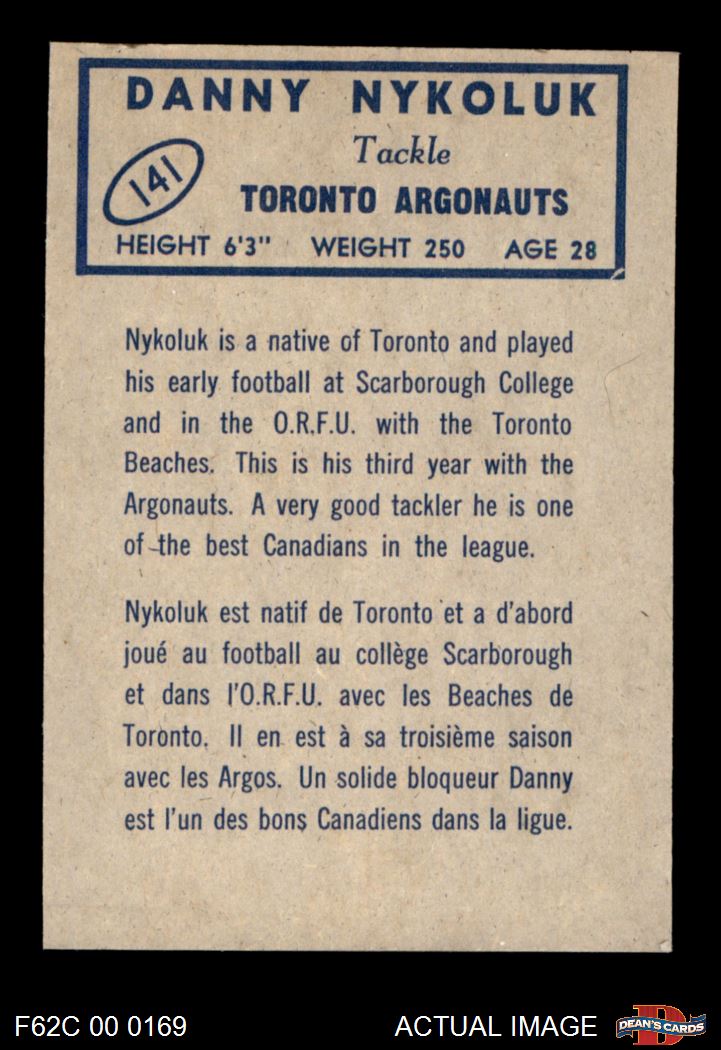 DANNY NYKOLUK
Tackle
141
TORONTO ARGONAUTS
HEIGHT 6'3" WEIGHT 250 AGE 28
Nykoluk is a native of Toronto and played
his early football at Scarborough College
and in the O.R.F.U. with the Toronto
Beaches. This is his third year with the
Argonauts. A very good tackler he is one
of the best Canadians in the league.
Nykoluk est natif de Toronto et a d'abord
joué au football au collège Scarborough
et dans l'O.R.F.U. avec les Beaches de
Toronto. Il en est à sa troisième saison
avec les Argos. Un solide bloqueur Danny
est l'un des bons Canadiens dans la ligue.
F62C 00 0169 ACTUAL IMAGE
DEAN'S CARDS